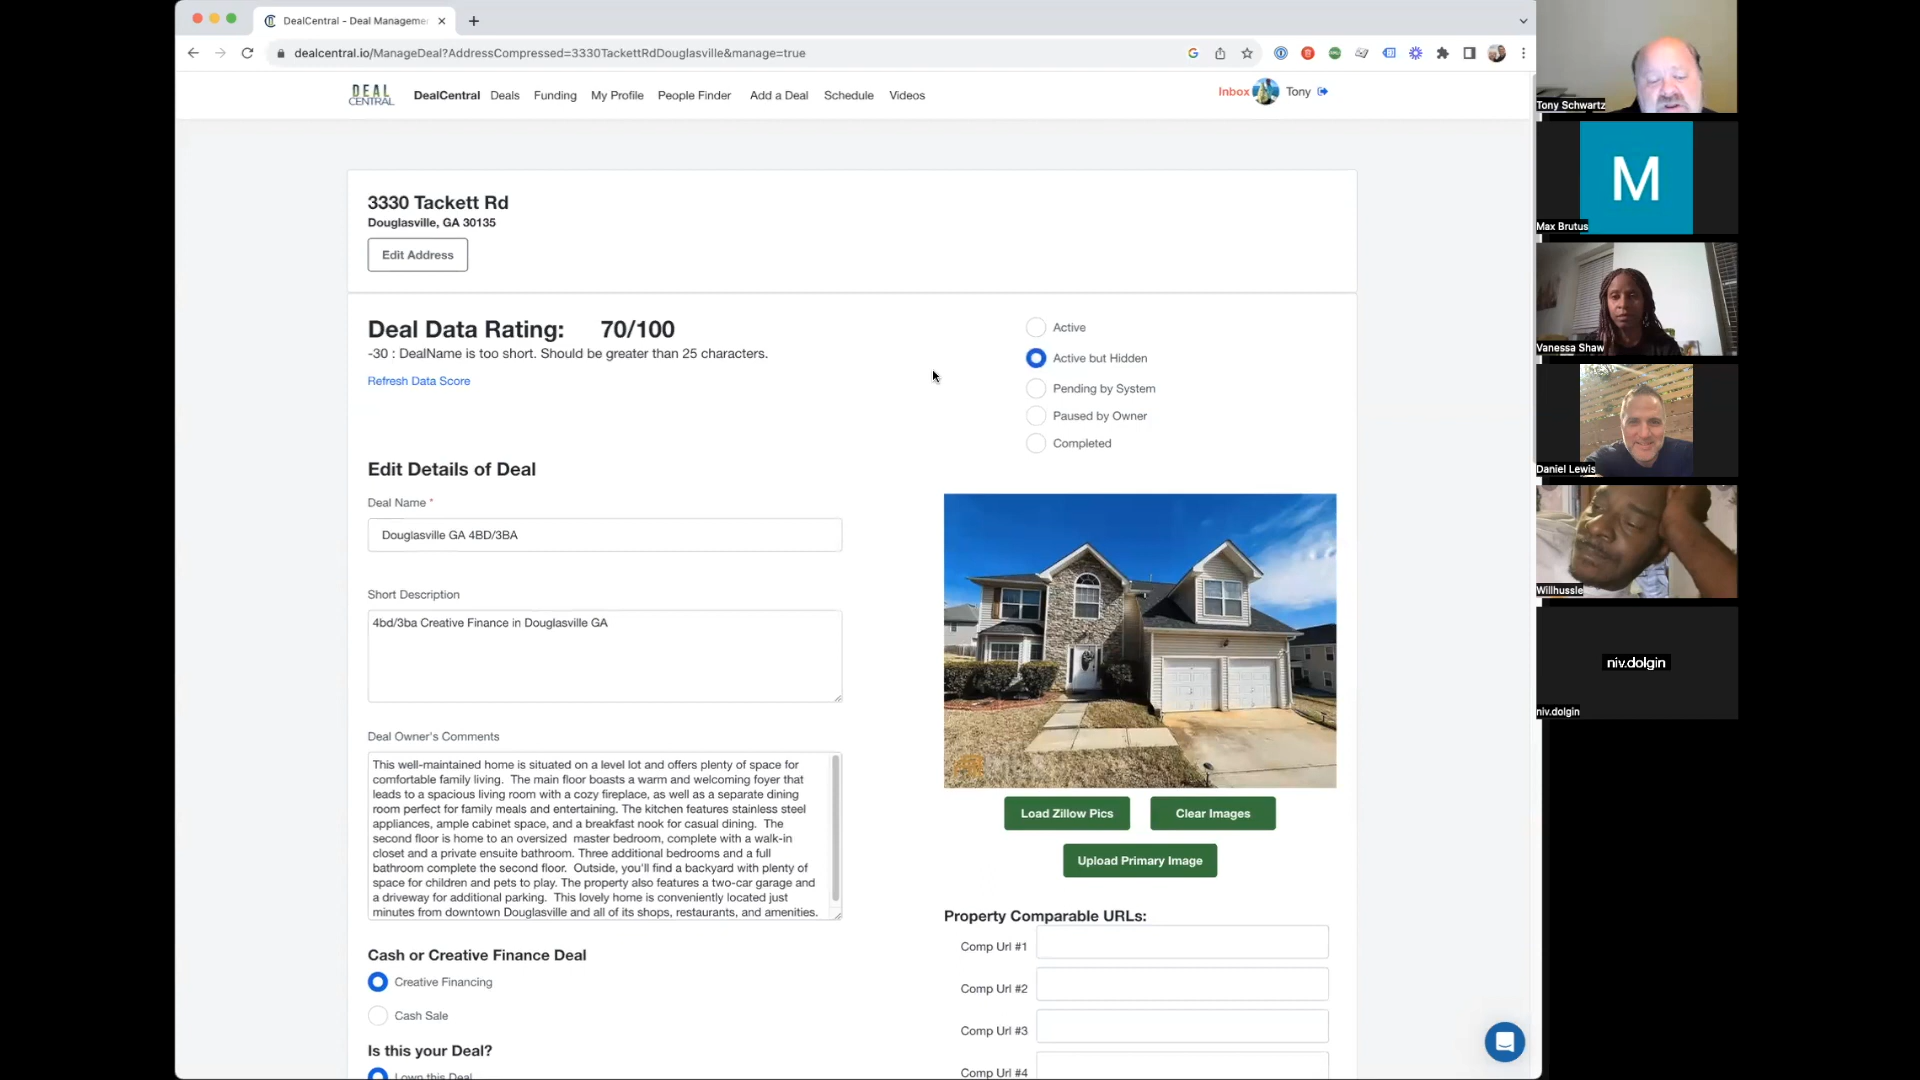 DealCentral - Deal Manageme
dealcentral.io/ManageDeal?AddressCompressed=3330TackettRdDouglasville&manage=true
DEAL
CENTRAL
DealCentral Deals Funding My Profile People Finder Add a Deal Schedule Videos
Inbox Tony
3330 Tackett Rd
Douglasville, GA 30135
Edit Address
Deal Data Rating: 70/100
-30 : DealName is too short. Should be greater than 25 characters.
Refresh Data Score
Active
Active but Hidden
Pending by System
Paused by Owner
Completed
Edit Details of Deal
Deal Name *
Douglasville GA 4BD/3BA
Short Description
4bd/3ba Creative Finance in Douglasville GA
Deal Owner's Comments
This well-maintained home is situated on a level lot and offers plenty of space for
comfortable family living. The main floor boasts a warm and welcoming foyer that
leads to a spacious living room with a cozy fireplace, as well as a separate dining
room perfect for family meals and entertaining. The kitchen features stainless steel
appliances, ample cabinet space, and a breakfast nook for casual dining. The
second floor is home to an oversized master bedroom, complete with a walk-in
closet and a private ensuite bathroom. Three additional bedrooms and a full
bathroom complete the second floor. Outside, you'll find a backyard with plenty of
space for children and pets to play. The property also features a two-car garage and
a driveway for additional parking. This lovely home is conveniently located just
minutes from downtown Douglasville and all of its shops, restaurants, and amenities.
Cash or Creative Finance Deal
Creative Financing
Cash Sale
Is this your Deal?
I own this Deal
Load Zillow Pics
Clear Images
Upload Primary Image
Property Comparable URLs:
Comp Url #1
Comp Url #2
Comp Url #3
Comp Url #4
Tony Schwartz
M
Max Brutus
Vanessa Shaw
Daniel Lewis
Willhussle
niv.dolgin
niv.dolgin